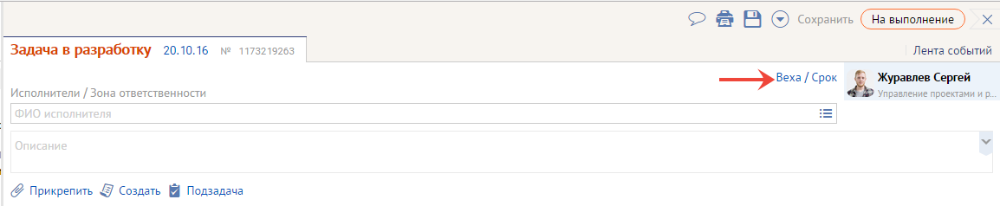 Сохранить На выполнение
Задача в разработку 20.10.16 № 1173219263 Лента событий
Веха / Срок Журавлев Сергей
Исполнители / Зона ответственности Управление проектами и р...
ФИО исполнителя
Описание
Прикрепить Создать Подзадача